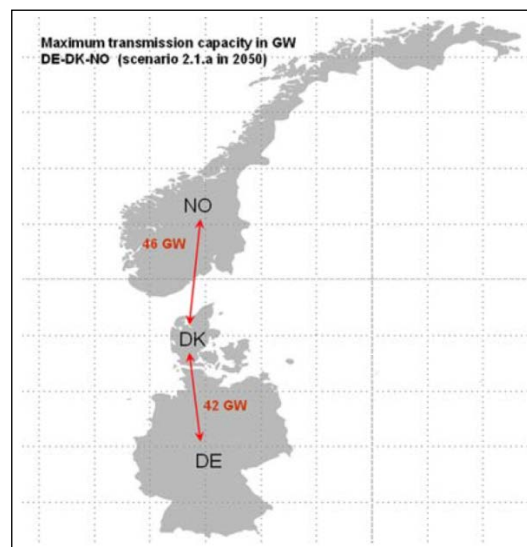 Maximum transmission capacity in GW
DE-DK-NO (scenario 2.1.a in 2050)
NO
46 GW
DK
42 GW
DE